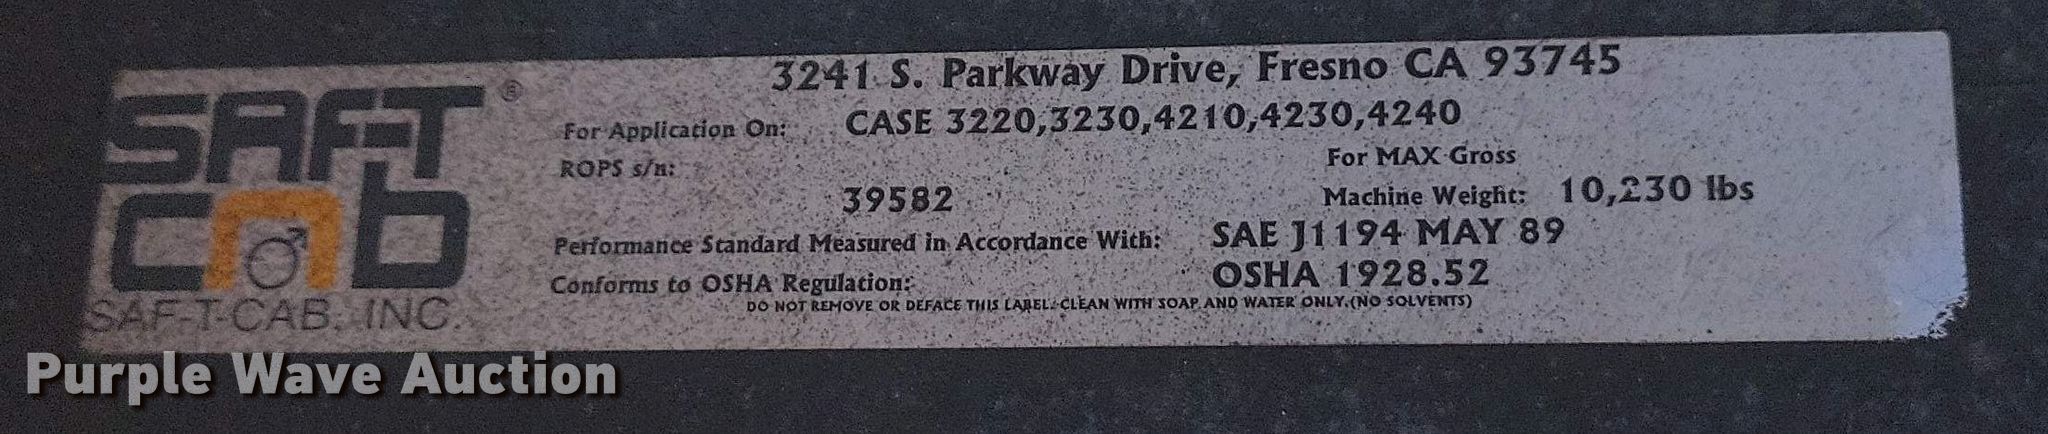 SAF-T
cab
®
SAF-T-CAB, INC.
3241 S. Parkway Drive, Fresno CA 93745
For Application On: CASE 3220,3230,4210,4230,4240
ROPS s/n: 39582
For MAX Gross
Machine Weight: 10,230 lbs
Performance Standard Measured in Accordance With: SAE J1194 MAY 89
Conforms to OSHA Regulation: OSHA 1928.52
DO NOT REMOVE OR DEFACE THIS LABEL. CLEAN WITH SOAP AND WATER ONLY.(NO SOLVENTS)
Purple Wave Auction